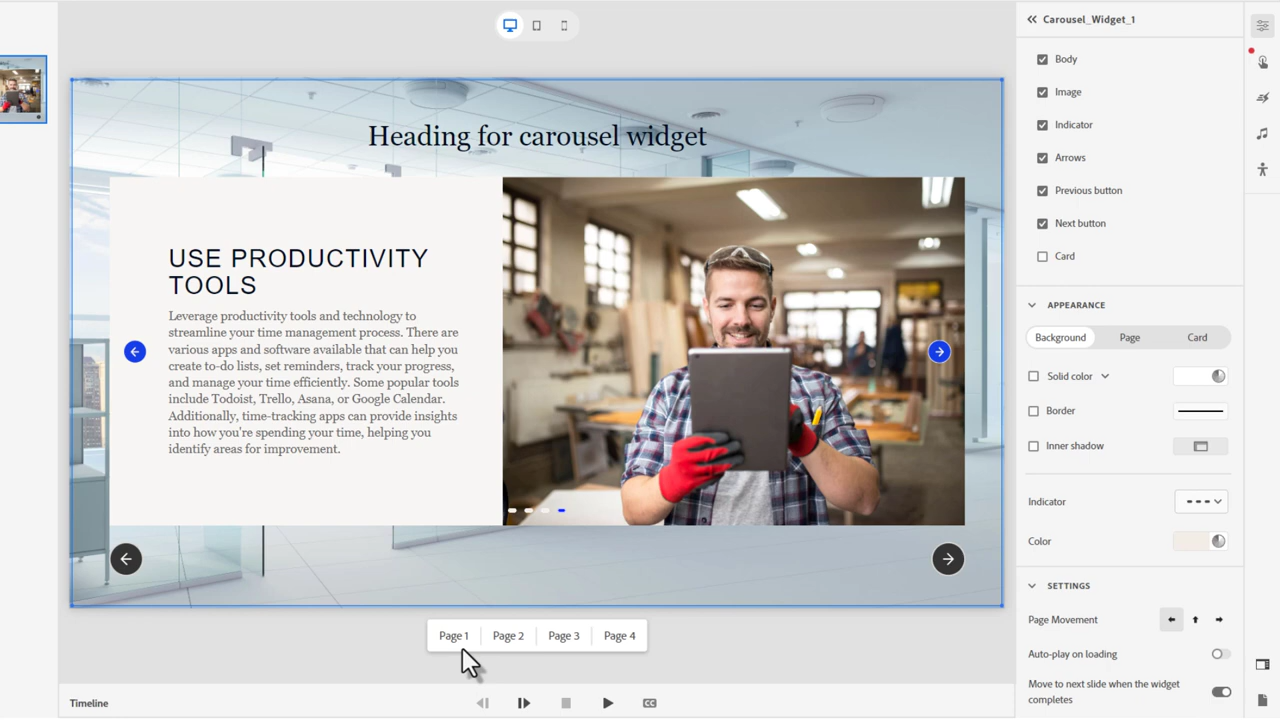 Carousel_Widget_1
Body
Image
Indicator
Arrows
Previous button
Next button
Card
APPEARANCE
Background Page Card
Solid color
Border
Inner shadow
Indicator
Color
SETTINGS
Page Movement
Auto-play on loading
Move to next slide when the widget
completes
Heading for carousel widget
USE PRODUCTIVITY
TOOLS
Leverage productivity tools and technology to
streamline your time management process. There are
various apps and software available that can help you
create to-do lists, set reminders, track your progress,
and manage your time efficiently. Some popular tools
include Todoist, Trello, Asana, or Google Calendar.
Additionally, time-tracking apps can provide insights
into how you're spending your time, helping you
identify areas for improvement.
Page 1 Page 2 Page 3 Page 4
Timeline
CC